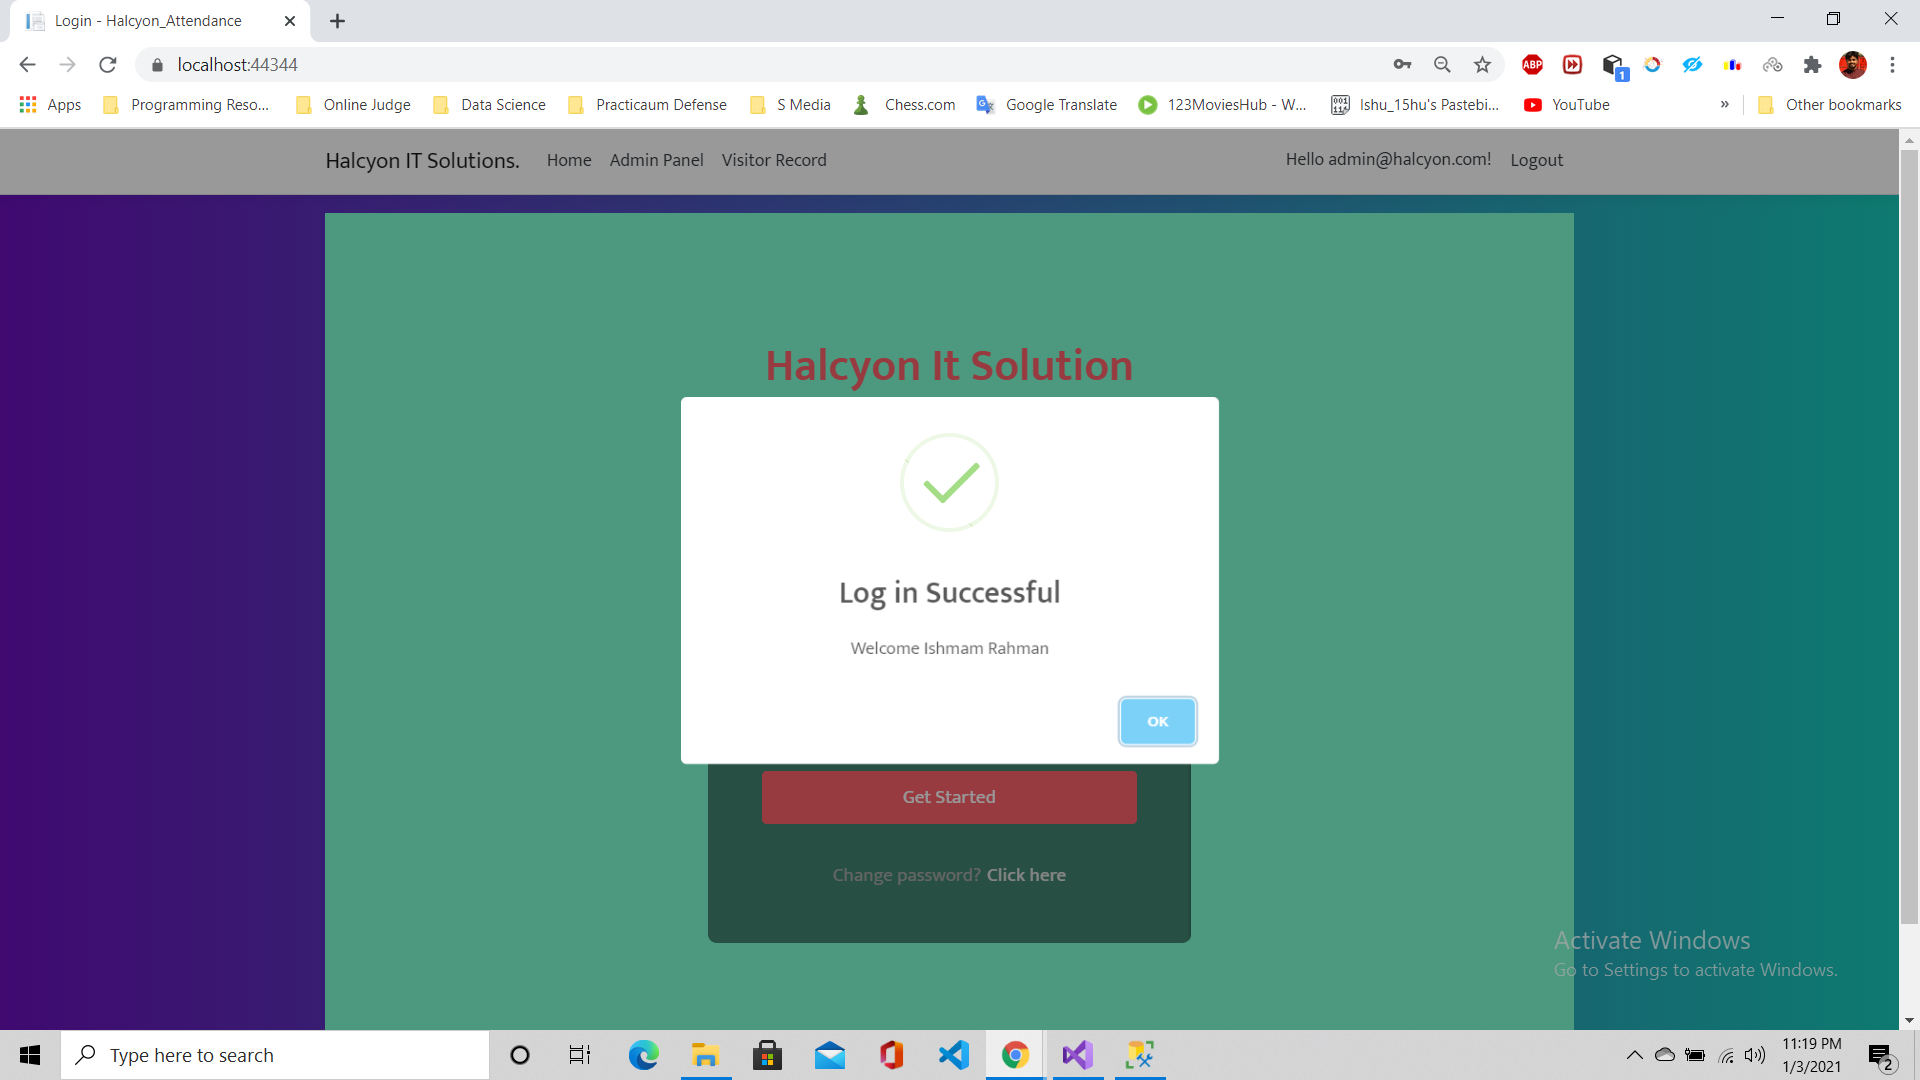 Login - Halcyon_Attendance
localhost:44344
ABP
1
Apps Programming Reso... Online Judge Data Science Practicaum Defense S Media Chess.com Google Translate 123MoviesHub - W... Ishu_15hu's Pastebi... YouTube » Other bookmarks
Halcyon IT Solutions. Home Admin Panel Visitor Record Hello admin@halcyon.com! Logout
Halcyon It Solution
Log in Successful
Welcome Ishmam Rahman
OK
Get Started
Change password? Click here
Activate Windows
Go to Settings to activate Windows.
Type here to search
11:19 PM
1/3/2021
2